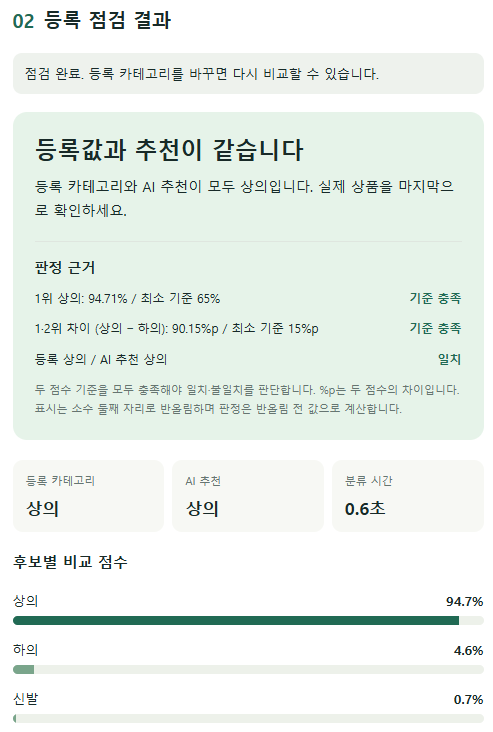 02 등록 점검 결과
점검 완료. 등록 카테고리를 바꾸면 다시 비교할 수 있습니다.
등록값과 추천이 같습니다
등록 카테고리와 AI 추천이 모두 상의입니다. 실제 상품을 마지막으
로 확인하세요.
판정 근거
1위 상의: 94.71% / 최소 기준 65% 기준 충족
1·2위 차이 (상의 − 하의): 90.15%p / 최소 기준 15%p 기준 충족
등록 상의 / AI 추천 상의 일치
두 점수 기준을 모두 충족해야 일치·불일치를 판단합니다. %p는 두 점수의 차이입니다.
표시는 소수 둘째 자리로 반올림하며 판정은 반올림 전 값으로 계산합니다.
등록 카테고리 AI 추천 분류 시간
상의 상의 0.6초
후보별 비교 점수
상의 94.7%
하의 4.6%
신발 0.7%